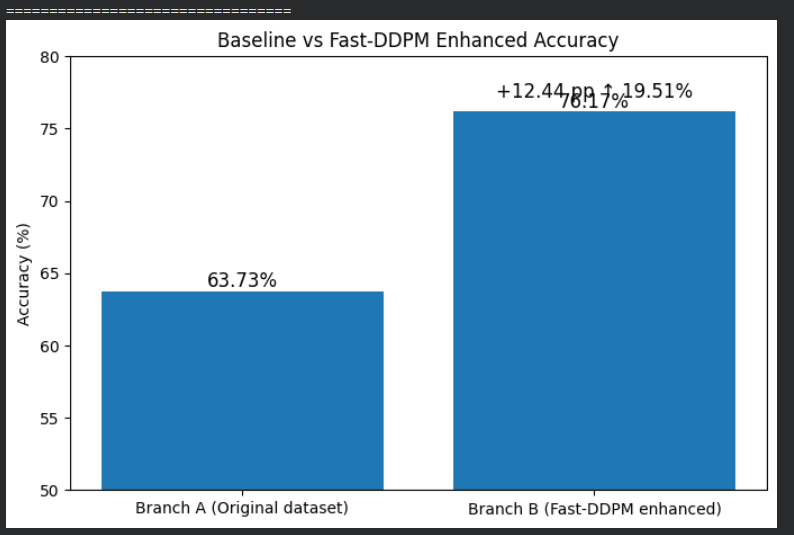 =================================
Baseline vs Fast-DDPM Enhanced Accuracy
+12.44 pp ↑ 19.51%
76.17%
63.73%
Accuracy (%)
80
75
70
65
60
55
50
Branch A (Original dataset)
Branch B (Fast-DDPM enhanced)